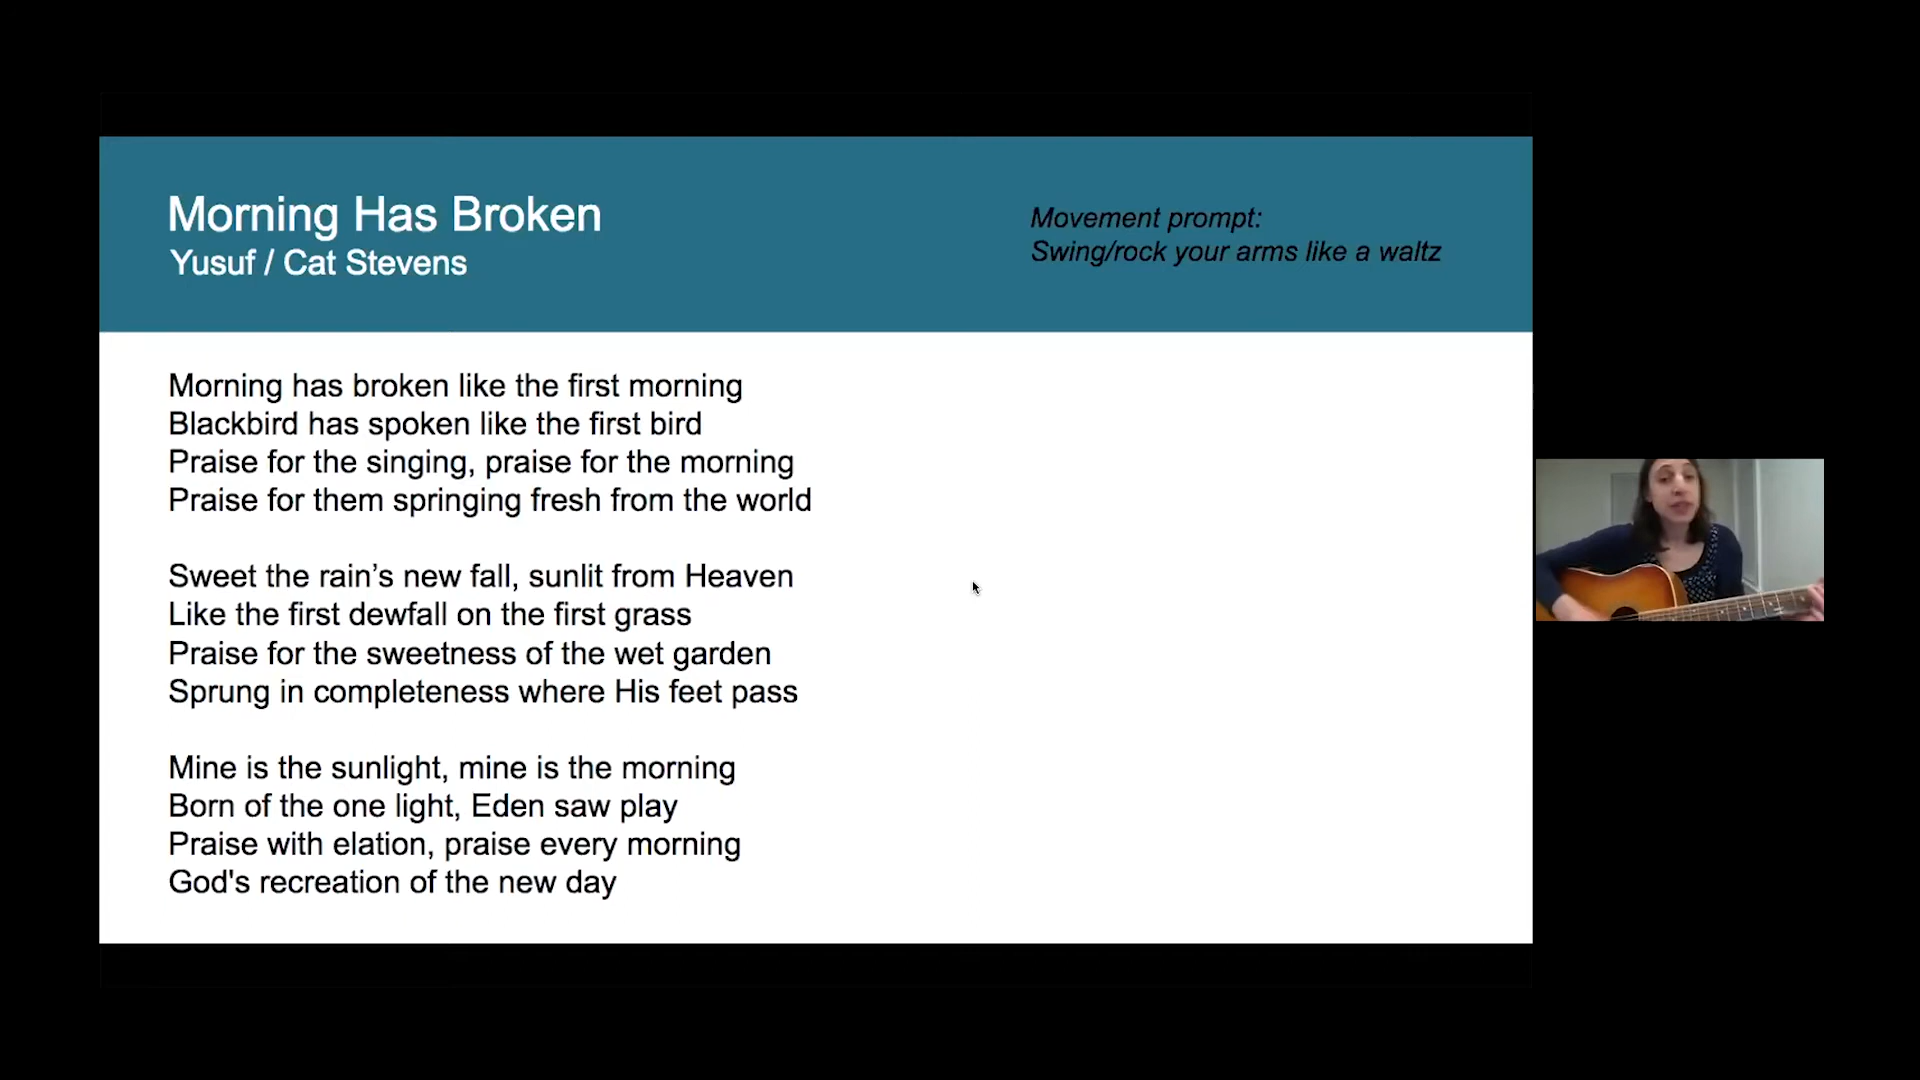 Morning Has Broken
Yusuf / Cat Stevens
Movement prompt:
Swing/rock your arms like a waltz
Morning has broken like the first morning
Blackbird has spoken like the first bird
Praise for the singing, praise for the morning
Praise for them springing fresh from the world
Sweet the rain’s new fall, sunlit from Heaven
Like the first dewfall on the first grass
Praise for the sweetness of the wet garden
Sprung in completeness where His feet pass
Mine is the sunlight, mine is the morning
Born of the one light, Eden saw play
Praise with elation, praise every morning
God's recreation of the new day